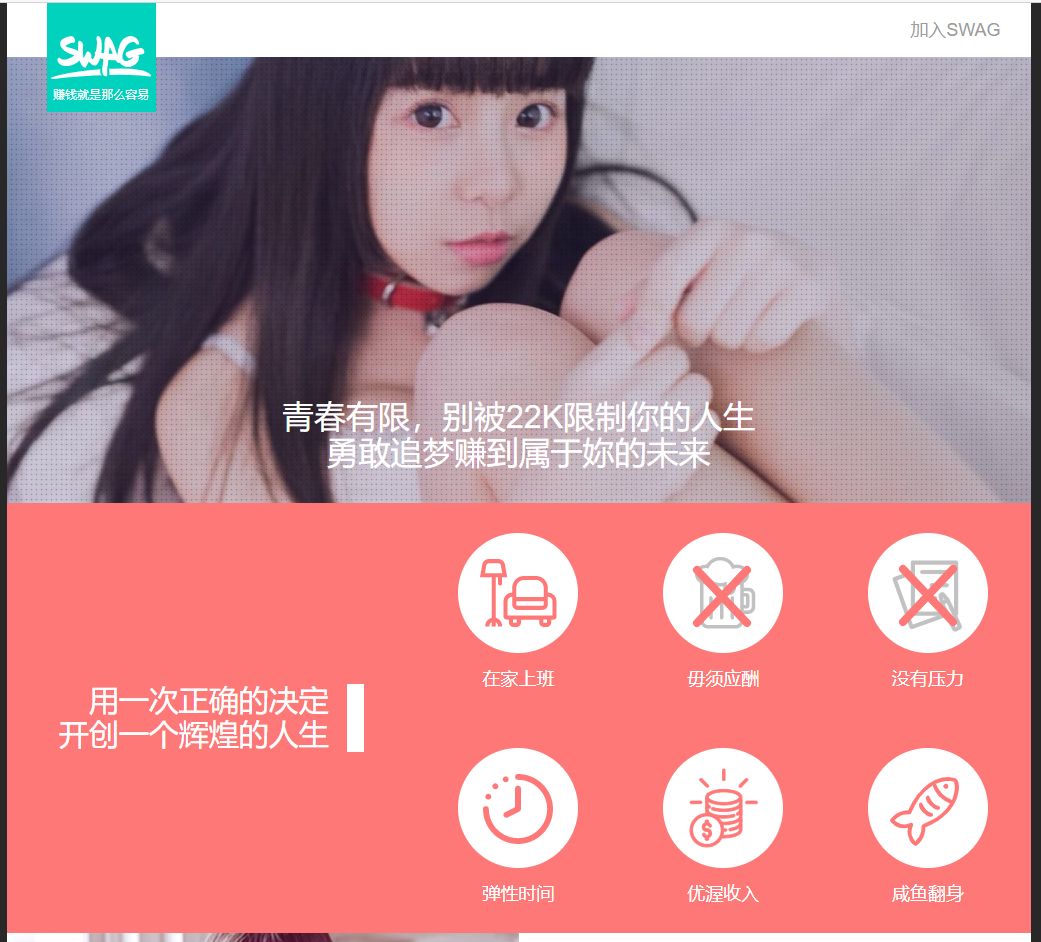 加入SWAG
SWAG
赚钱就是那么容易
青春有限，别被22K限制你的人生
勇敢追梦赚到属于妳的未来
用一次正确的决定
开创一个辉煌的人生
在家上班
毋须应酬
没有压力
弹性时间
优渥收入
咸鱼翻身